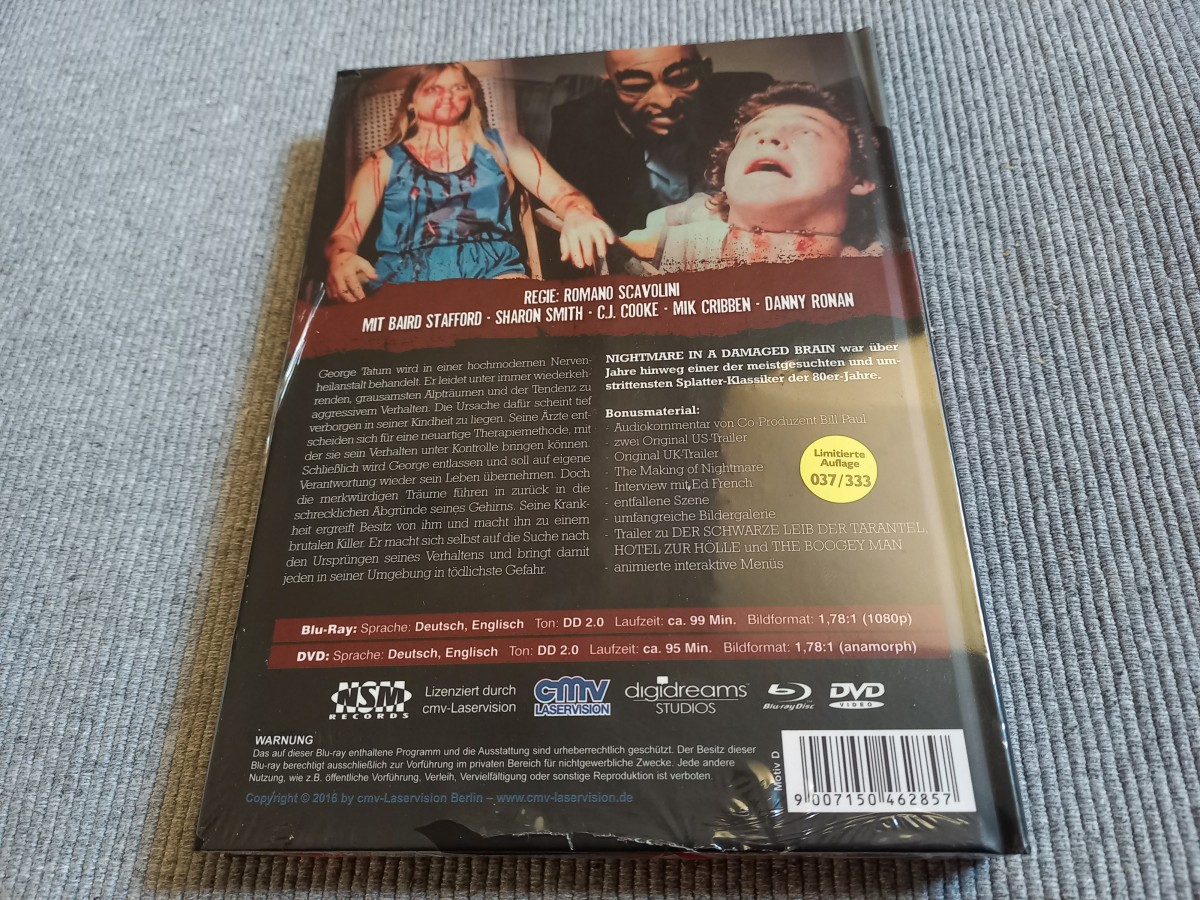 REGIE: ROMANO SCAVOLINI
MIT BAIRD STAFFORD · SHARON SMITH · C.J. COOKE · MIK CRIBBEN · DANNY RONAN
George Tatum wird in einer hochmodernen Nerven-
heilanstalt behandelt. Er leidet unter immer wiederkeh-
renden, grausamsten Alpträumen und der Tendenz zu
aggressivem Verhalten. Die Ursache dafür scheint tief
verborgen in seiner Kindheit zu liegen. Seine Ärzte ent-
scheiden sich für eine neuartige Therapiemethode, mit
der sie sein Verhalten unter Kontrolle bringen können.
Schließlich wird George entlassen und soll auf eigene
Verantwortung wieder sein Leben übernehmen. Doch
die merkwürdigen Träume führen in zurück in die
schrecklichen Abgründe seines Gehirns. Seine Krank-
heit ergreift Besitz von ihm und macht ihn zu einem
brutalen Killer. Er macht sich selbst auf die Suche nach
den Ursprüngen seines Verhaltens und bringt damit
jeden in seiner Umgebung in tödlichste Gefahr.
NIGHTMARE IN A DAMAGED BRAIN war über
Jahre hinweg einer der meistgesuchten und um-
strittensten Splatter-Klassiker der 80er-Jahre.
Bonusmaterial:
- Audiokommentar von Co-Produzent Bill Paul
- zwei Original US-Trailer
- Original UK-Trailer
- The Making of Nightmare
- Interview mit Ed French
- entfallene Szene
- umfangreiche Bildergalerie
- Trailer zu DER SCHWARZE LEIB DER TARANTEL,
HOTEL ZUR HÖLLE und THE BOOGEY MAN
- animierte interaktive Menüs
Limitierte
Auflage
037/333
Blu-Ray: Sprache: Deutsch, Englisch Ton: DD 2.0 Laufzeit: ca. 99 Min. Bildformat: 1,78:1 (1080p)
DVD: Sprache: Deutsch, Englisch Ton: DD 2.0 Laufzeit: ca. 95 Min. Bildformat: 1,78:1 (anamorph)
NSM
RECORDS
Lizenziert durch
cmv-Laservision
cmv
LASERVISION
digidreams
STUDIOS
Blu-ray Disc
DVD
VIDEO
WARNUNG
Das auf dieser Blu-ray enthaltene Programm und die Ausstattung sind urheberrechtlich geschützt. Der Besitz dieser
Blu-ray berechtigt ausschließlich zur Vorführung im privaten Bereich für nichtgewerbliche Zwecke. Jede andere
Nutzung, wie z.B. öffentliche Vorführung, Verleih, Vervielfältigung oder sonstige Reproduktion ist verboten.
Copyright © 2016 by cmv-Laservision Berlin – www.cmv-laservision.de
Motiv D
9 007150 462857